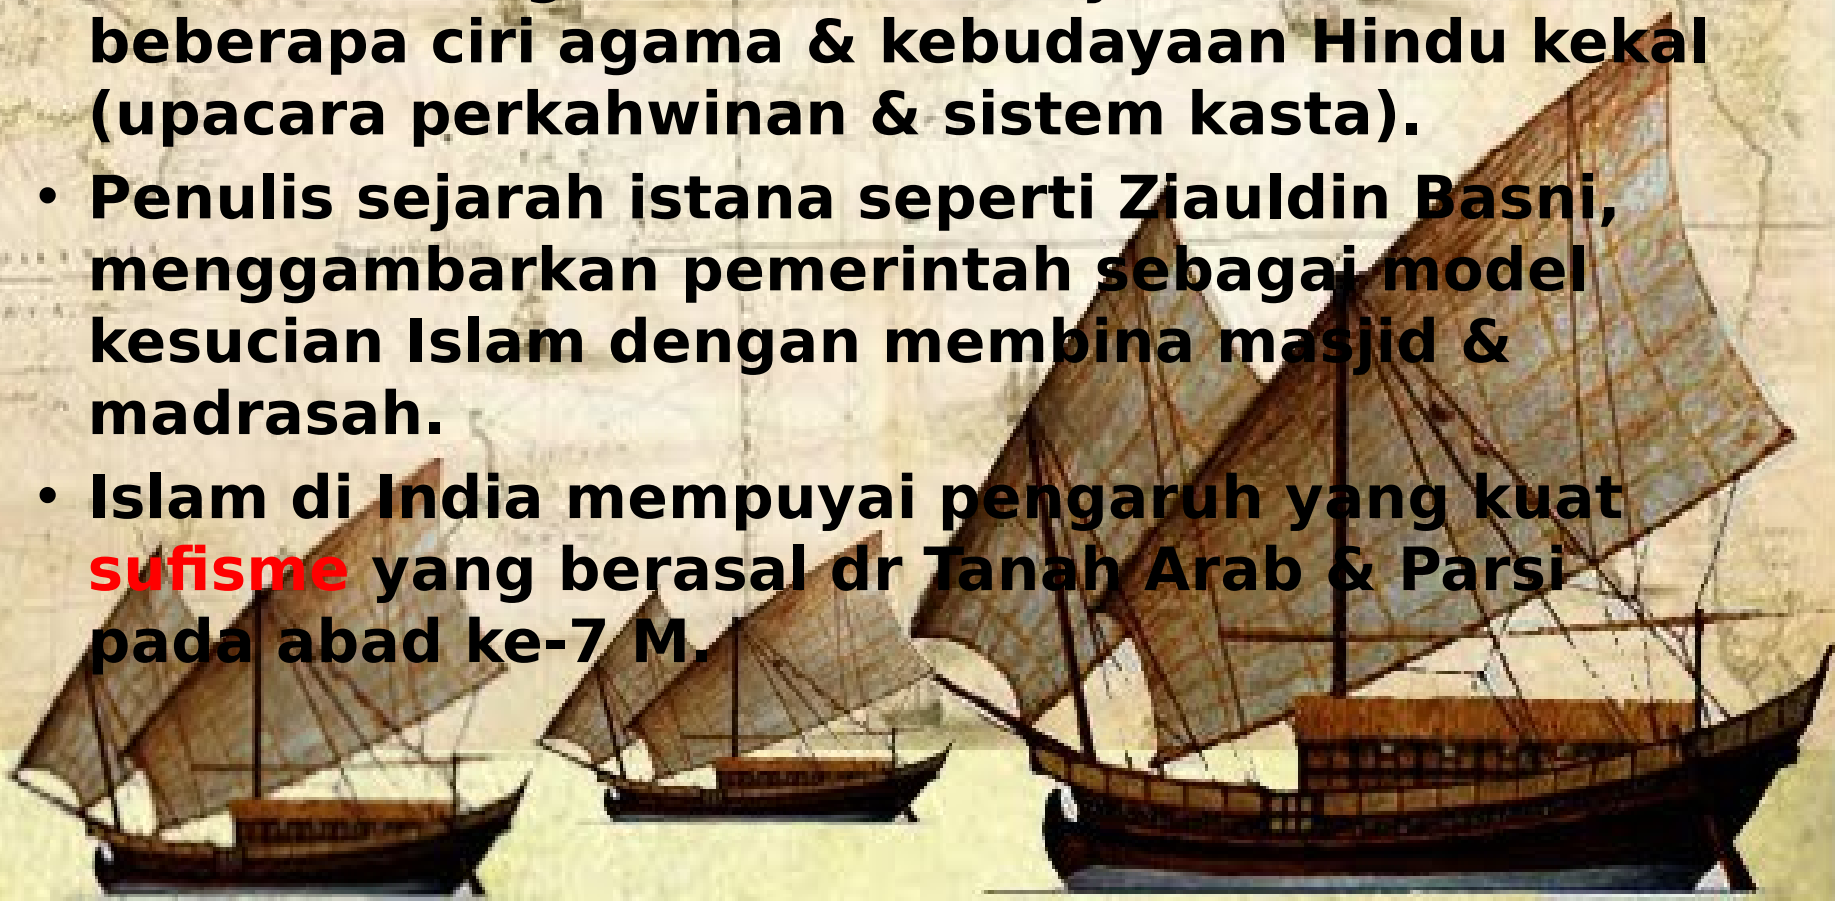 beberapa ciri agama & kebudayaan Hindu kekal
(upacara perkahwinan & sistem kasta).
• Penulis sejarah istana seperti Ziauldin Basni,
menggambarkan pemerintah sebagai model
kesucian Islam dengan membina masjid &
madrasah.
• Islam di India mempuyai pengaruh yang kuat
sufisme yang berasal dr Tanah Arab & Parsi
pada abad ke-7 M.